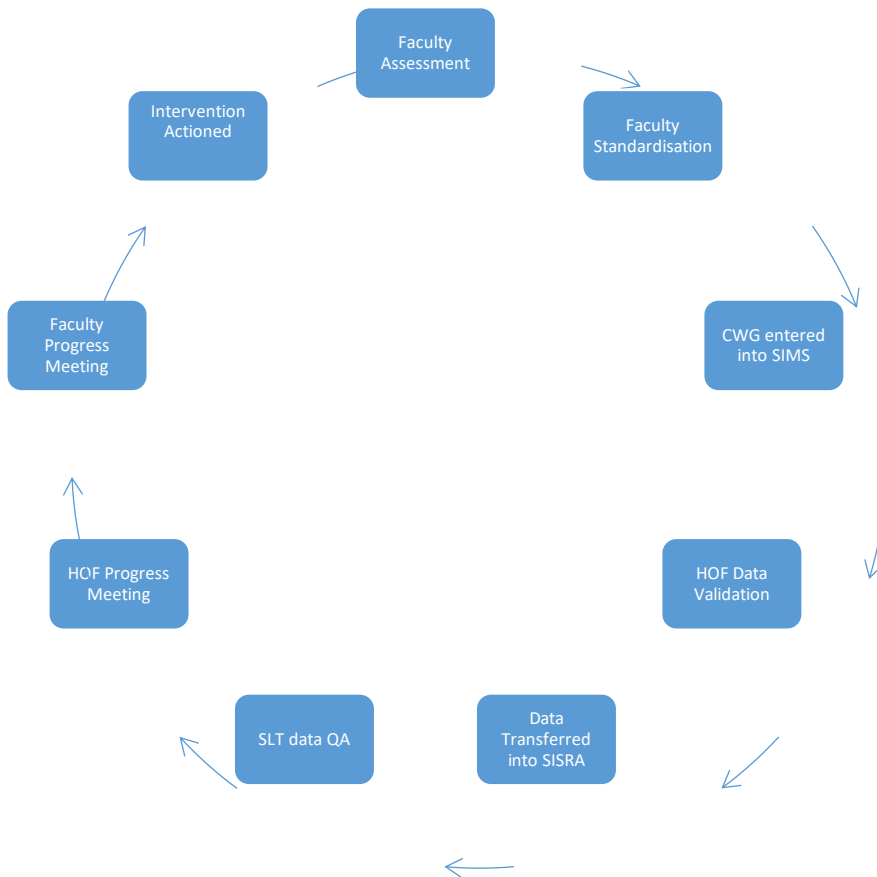 Faculty
Assessment
Faculty
Standardisation
CWG entered
into SIMS
HOF Data
Validation
Data
Transferred
into SISRA
SLT data QA
HOF Progress
Meeting
Faculty
Progress
Meeting
Intervention
Actioned